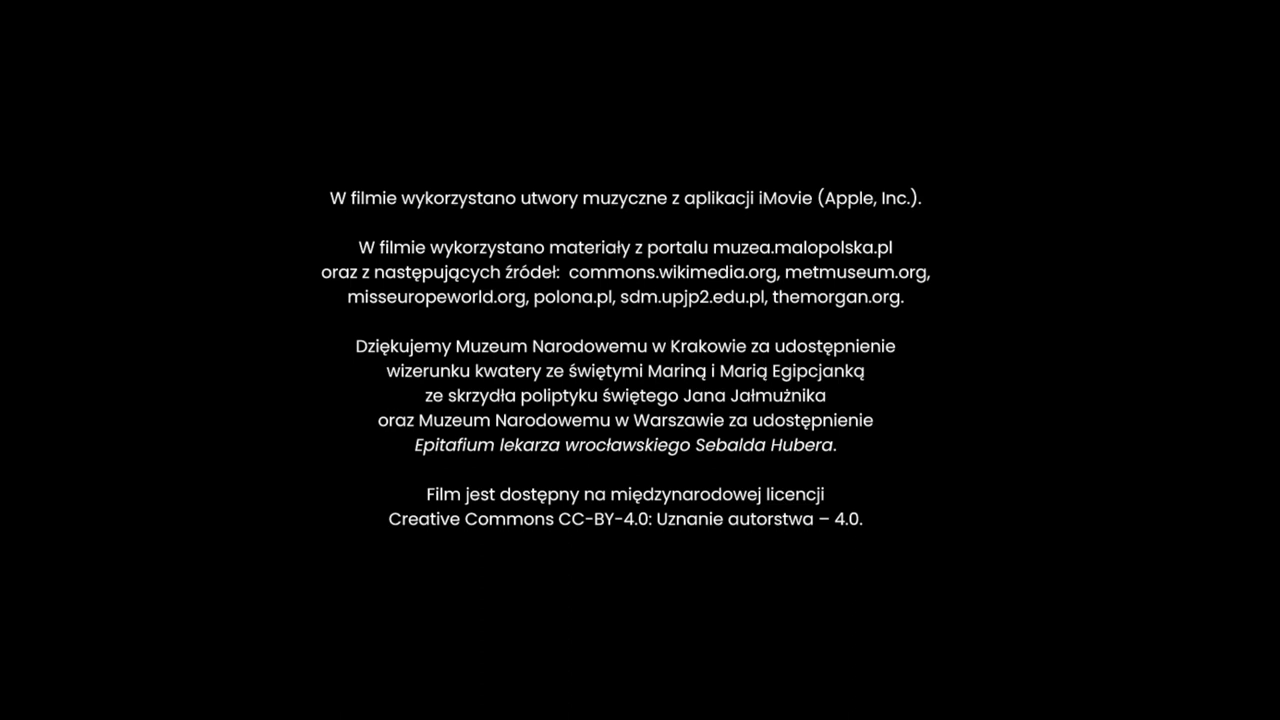 W filmie wykorzystano utwory muzyczne z aplikacji iMovie (Apple, Inc.).
W filmie wykorzystano materiały z portalu muzea.malopolska.pl
oraz z następujących źródeł: commons.wikimedia.org, metmuseum.org,
misseuropeworld.org, polona.pl, sdm.upjp2.edu.pl, themorgan.org.
Dziękujemy Muzeum Narodowemu w Krakowie za udostępnienie
wizerunku kwatery ze świętymi Mariną i Marią Egipcjanką
ze skrzydła poliptyku świętego Jana Jałmużnika
oraz Muzeum Narodowemu w Warszawie za udostępnienie
Epitafium lekarza wrocławskiego Sebalda Hubera.
Film jest dostępny na międzynarodowej licencji
Creative Commons CC-BY-4.0: Uznanie autorstwa – 4.0.